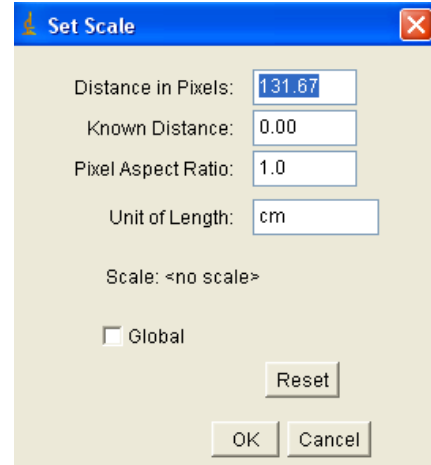 Set Scale
Distance in Pixels: 131.67
Known Distance: 0.00
Pixel Aspect Ratio: 1.0
Unit of Length: cm
Scale: <no scale>
Global
Reset
OK Cancel